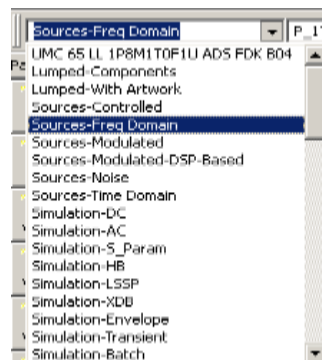 Sources-Freq Domain
P_1
UMC 65 LL 1P8M1T0F1U ADS FDK B04
Pa
Lumped-Components
Lumped-With Artwork
Sources-Controlled
Sources-Freq Domain
Sources-Modulated
Sources-Modulated-DSP-Based
Sources-Noise
Sources-Time Domain
Simulation-DC
Simulation-AC
Simulation-S_Param
Simulation-HB
Simulation-LSSP
Simulation-XDB
Simulation-Envelope
Simulation-Transient
Simulation-Batch